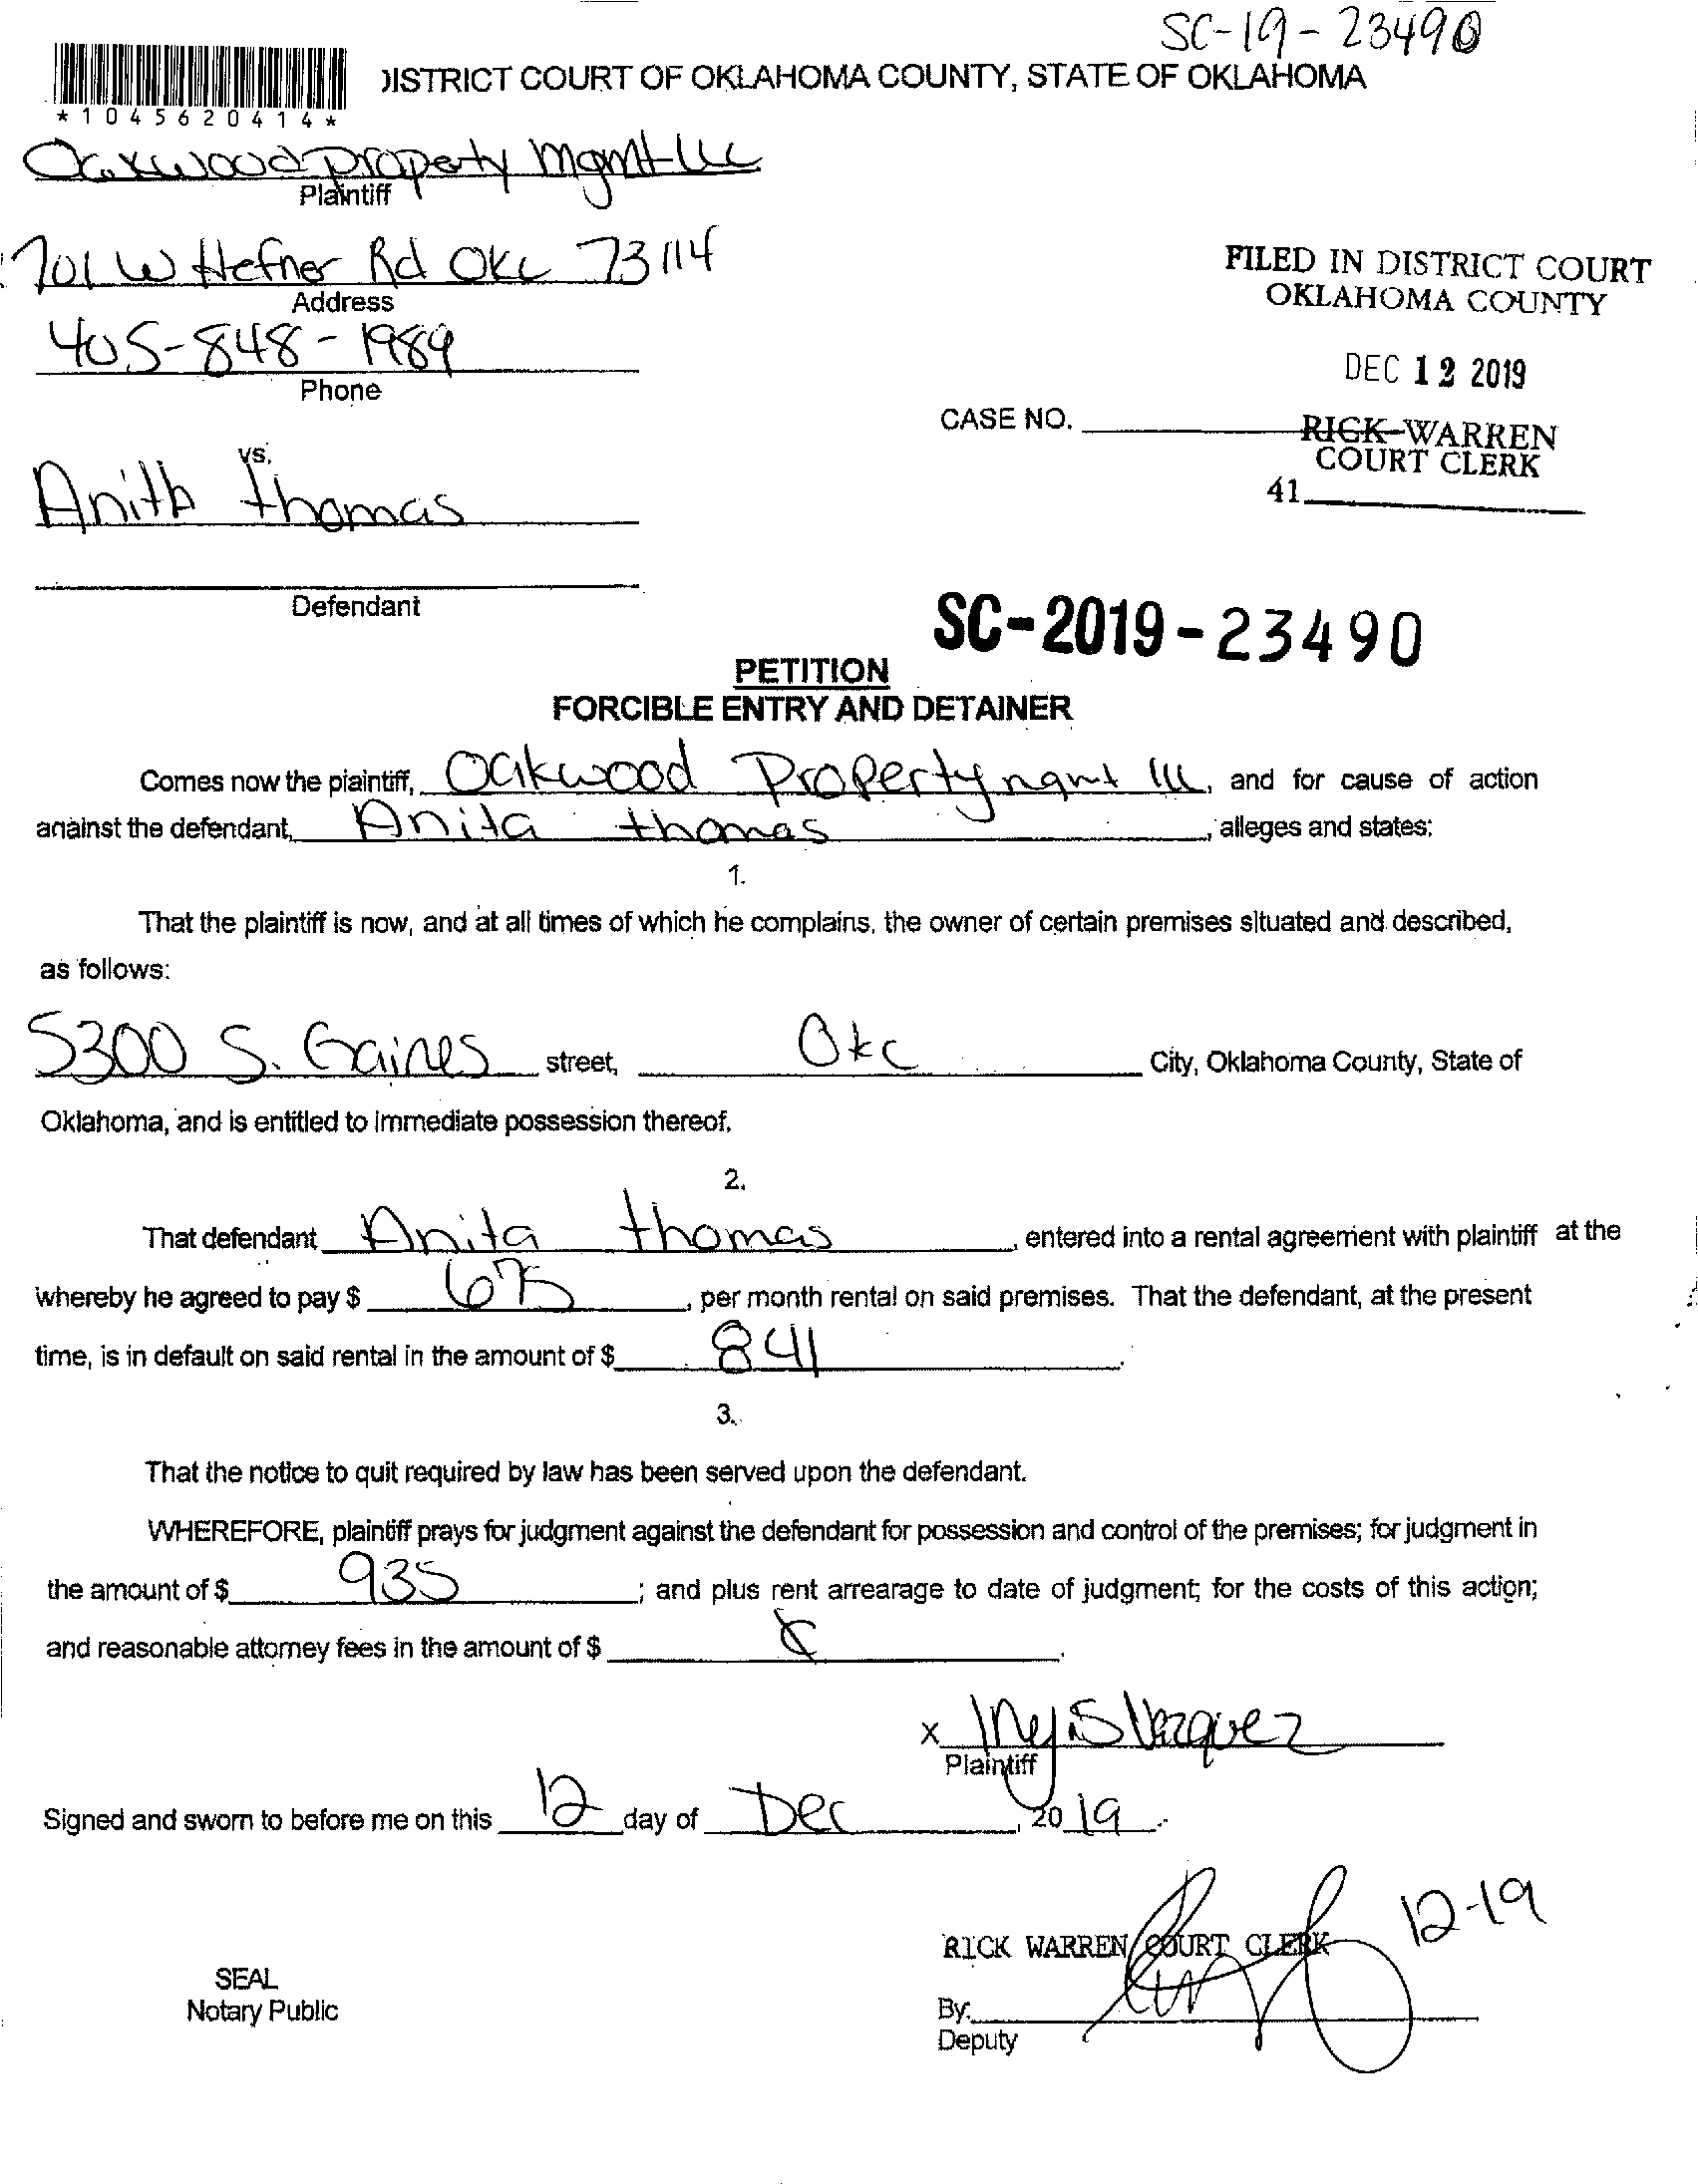 SC-19-23490
DISTRICT COURT OF OKLAHOMA COUNTY, STATE OF OKLAHOMA
*1045620414*
Oakwood Property Mgmt LLC
Plaintiff
701 W Hefner Rd OKC 73114
Address
FILED IN DISTRICT COURT
OKLAHOMA COUNTY
405-848-1989
Phone
DEC 12 2019
CASE NO.
RICK WARREN
COURT CLERK
41
vs.
Anita Thomas
Defendant
SC-2019-23490
PETITION
FORCIBLE ENTRY AND DETAINER
Comes now the plaintiff, Oakwood Property mgmt llc, and for cause of action
against the defendant, Anita thomas, alleges and states:
1.
That the plaintiff is now, and at all times of which he complains, the owner of certain premises situated and described,
as follows:
5300 S. Gaines street, Okc City, Oklahoma County, State of
Oklahoma, and is entitled to immediate possession thereof.
2.
That defendant Anita thomas, entered into a rental agreement with plaintiff at the
whereby he agreed to pay $ 675, per month rental on said premises. That the defendant, at the present
time, is in default on said rental in the amount of $ 841.
3.
That the notice to quit required by law has been served upon the defendant.
WHEREFORE, plaintiff prays for judgment against the defendant for possession and control of the premises; for judgment in
the amount of $ 935; and plus rent arrearage to date of judgment; for the costs of this action;
and reasonable attorney fees in the amount of $
X Vazquez
Plaintiff
Signed and sworn to before me on this 12 day of Dec, 2019.
12-19
RICK WARREN COURT CLERK
SEAL
Notary Public
By:
Deputy